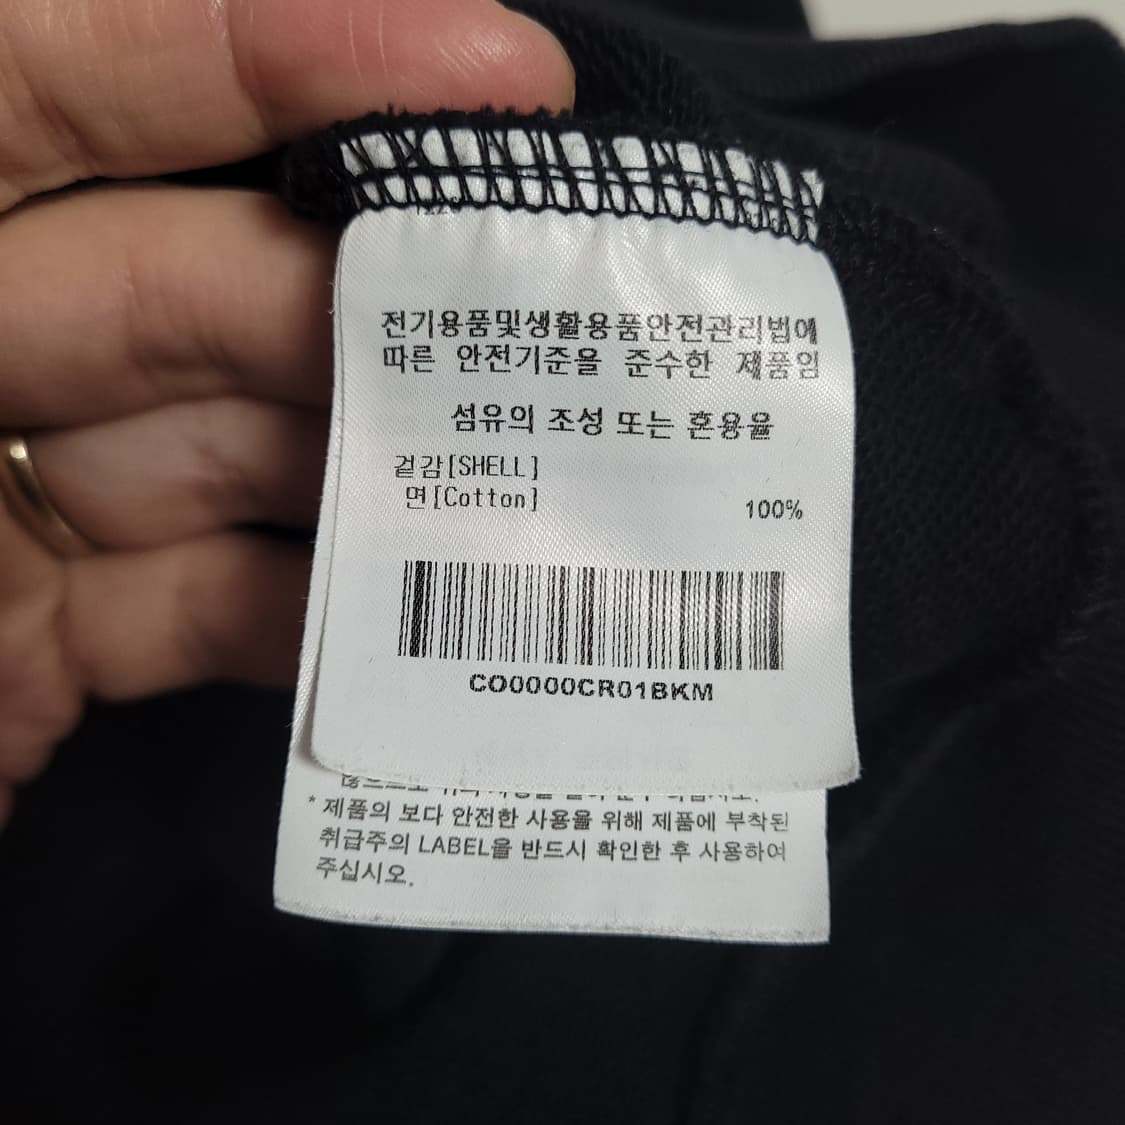 전기용품및생활용품안전관리법에
따른 안전기준을 준수한 제품임
섬유의 조성 또는 혼용율
겉감[SHELL]
면[Cotton] 100%
CO0000CR01BKM
* 제품의 보다 안전한 사용을 위해 제품에 부착된
취급주의 LABEL을 반드시 확인한 후 사용하여
주십시오.